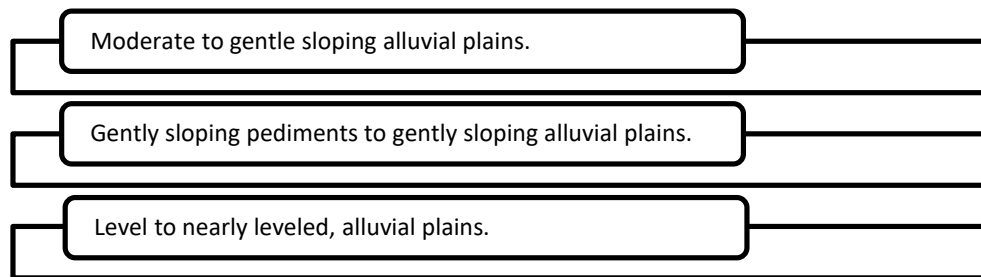 Moderate to gentle sloping alluvial plains.
Gently sloping pediments to gently sloping alluvial plains.
Level to nearly leveled, alluvial plains.